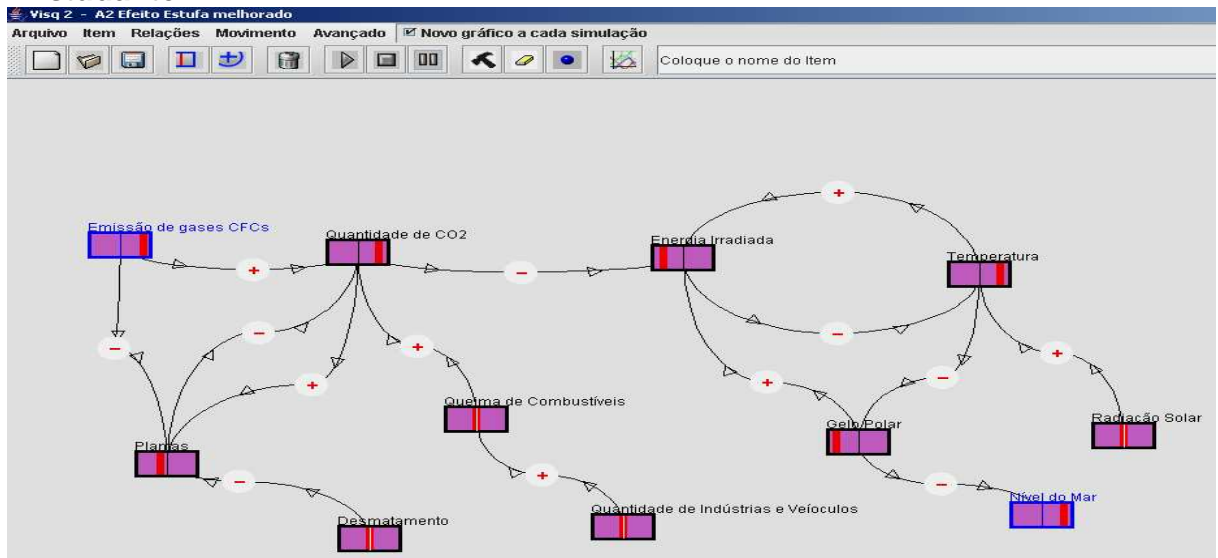 Visq 2 - A2 Efeito Estufa melhorado
Arquivo Item Relações Movimento Avançado Novo gráfico a cada simulação
Coloque o nome do Item
Emissão de gases CFCs
Quantidade de CO2
Energia Irradiada
Temperatura
+
+
-
-
-
-
+
+
+
-
Queima de Combustíveis
Gelo Polar
Radiação Solar
Plantas
-
+
-
Nível do Mar
Desmatamento
Quantidade de Indústrias e Veíoculos